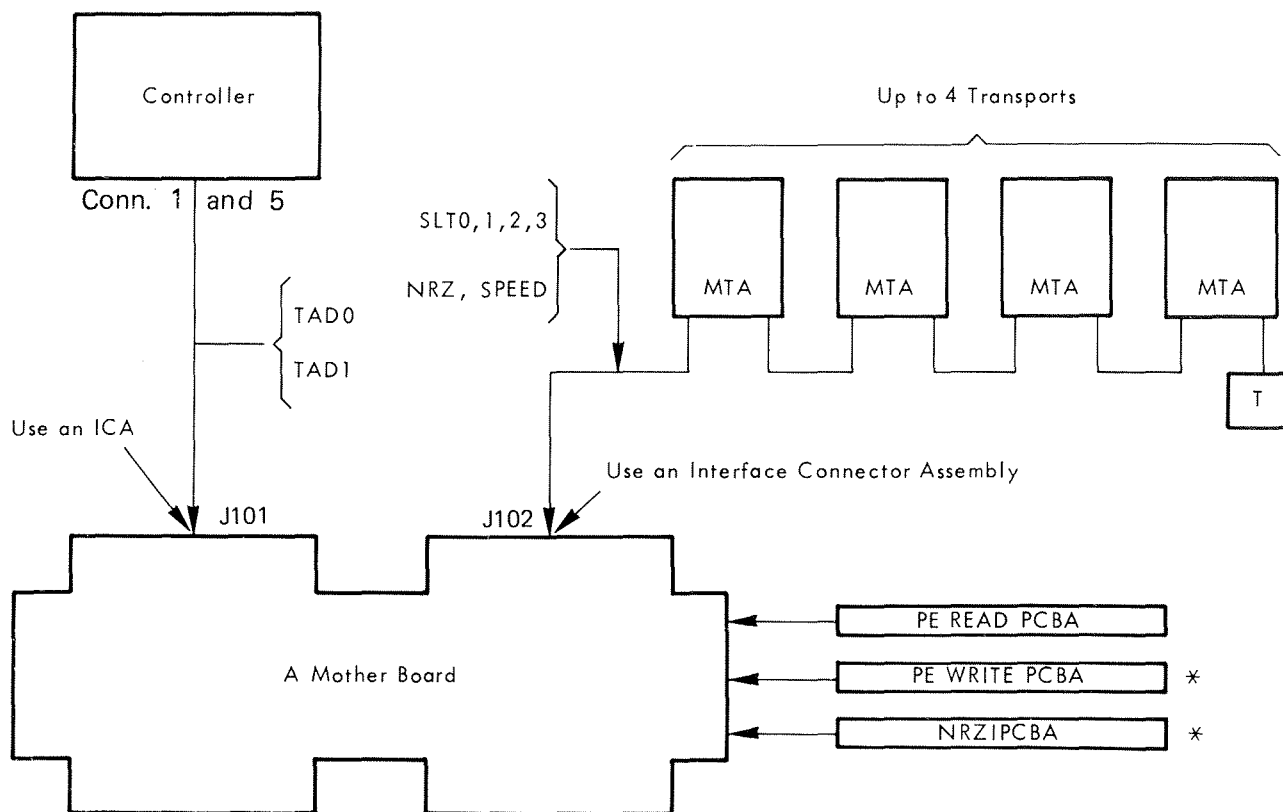 Controller
Up to 4 Transports
Conn. 1 and 5
SLT0,1,2,3
NRZ, SPEED
MTA
MTA
MTA
MTA
TAD0
TAD1
T
Use an ICA
Use an Interface Connector Assembly
J101
J102
PE READ PCBA
A Mother Board
PE WRITE PCBA *
NRZIPCBA *